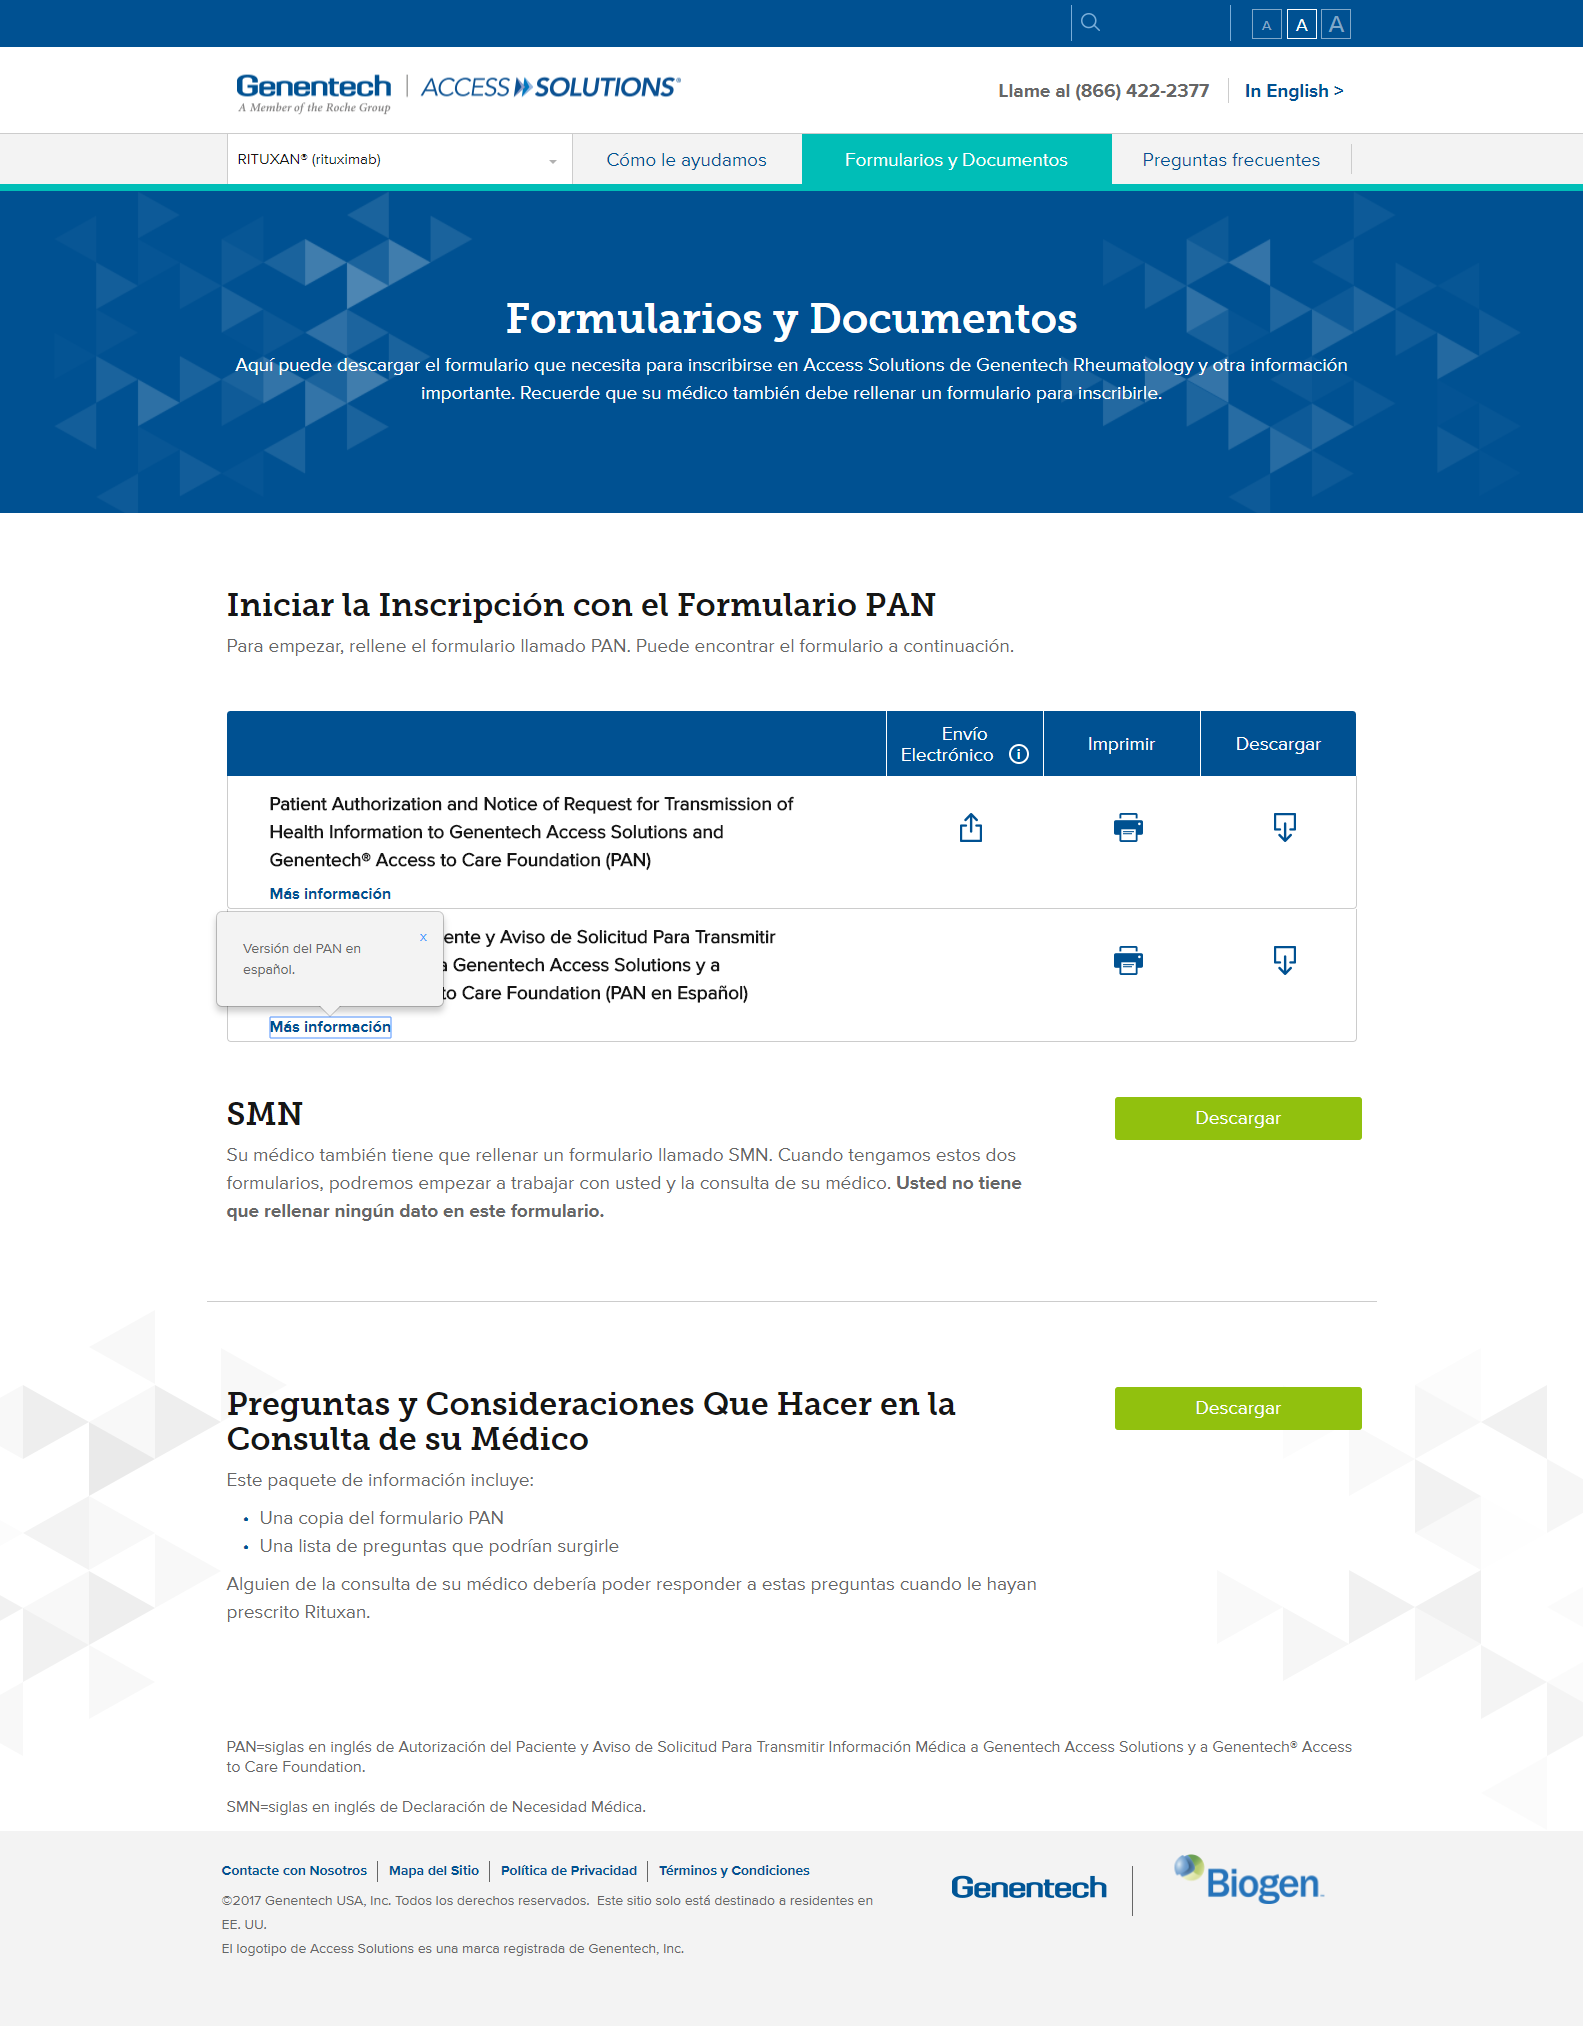 A A A
Genentech ACCESS SOLUTIONS®
A Member of the Roche Group
Llame al (866) 422-2377
In English >
RITUXAN® (rituximab)
Cómo le ayudamos
Formularios y Documentos
Preguntas frecuentes
Formularios y Documentos
Aquí puede descargar el formulario que necesita para inscribirse en Access Solutions de Genentech Rheumatology y otra información
importante. Recuerde que su médico también debe rellenar un formulario para inscribirle.
Iniciar la Inscripción con el Formulario PAN
Para empezar, rellene el formulario llamado PAN. Puede encontrar el formulario a continuación.
Envío
Electrónico
Imprimir
Descargar
Patient Authorization and Notice of Request for Transmission of
Health Information to Genentech Access Solutions and
Genentech® Access to Care Foundation (PAN)
Más información
x
Versión del PAN en
español.
ente y Aviso de Solicitud Para Transmitir
a Genentech Access Solutions y a
to Care Foundation (PAN en Español)
Más información
SMN
Descargar
Su médico también tiene que rellenar un formulario llamado SMN. Cuando tengamos estos dos
formularios, podremos empezar a trabajar con usted y la consulta de su médico. Usted no tiene
que rellenar ningún dato en este formulario.
Preguntas y Consideraciones Que Hacer en la
Consulta de su Médico
Descargar
Este paquete de información incluye:
• Una copia del formulario PAN
• Una lista de preguntas que podrían surgirle
Alguien de la consulta de su médico debería poder responder a estas preguntas cuando le hayan
prescrito Rituxan.
PAN=siglas en inglés de Autorización del Paciente y Aviso de Solicitud Para Transmitir Información Médica a Genentech Access Solutions y a Genentech® Access
to Care Foundation.
SMN=siglas en inglés de Declaración de Necesidad Médica.
Contacte con Nosotros
Mapa del Sitio
Política de Privacidad
Términos y Condiciones
©2017 Genentech USA, Inc. Todos los derechos reservados. Este sitio solo está destinado a residentes en
EE. UU.
El logotipo de Access Solutions es una marca registrada de Genentech, Inc.
Genentech
Biogen